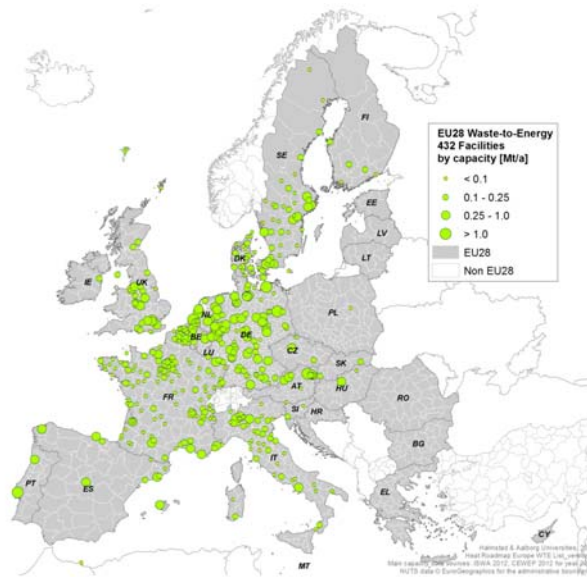 EU28 Waste-to-Energy
432 Facilities
by capacity [Mt/a]
< 0.1
0.1 - 0.25
0.25 - 1.0
> 1.0
EU28
Non EU28
FI
SE
EE
LV
LT
DK
IE
UK
NL
PL
BE
DE
LU
CZ
SK
FR
AT
HU
SI
HR
RO
BG
IT
PT
ES
EL
CY
MT
Halmstad & Aalborg Universities,
Heat Roadmap Europe WTS List_
Main capacity data sources: ISWA 2012, CEWEP 2012 for
NUTS data © EuroGeographics for the administrative